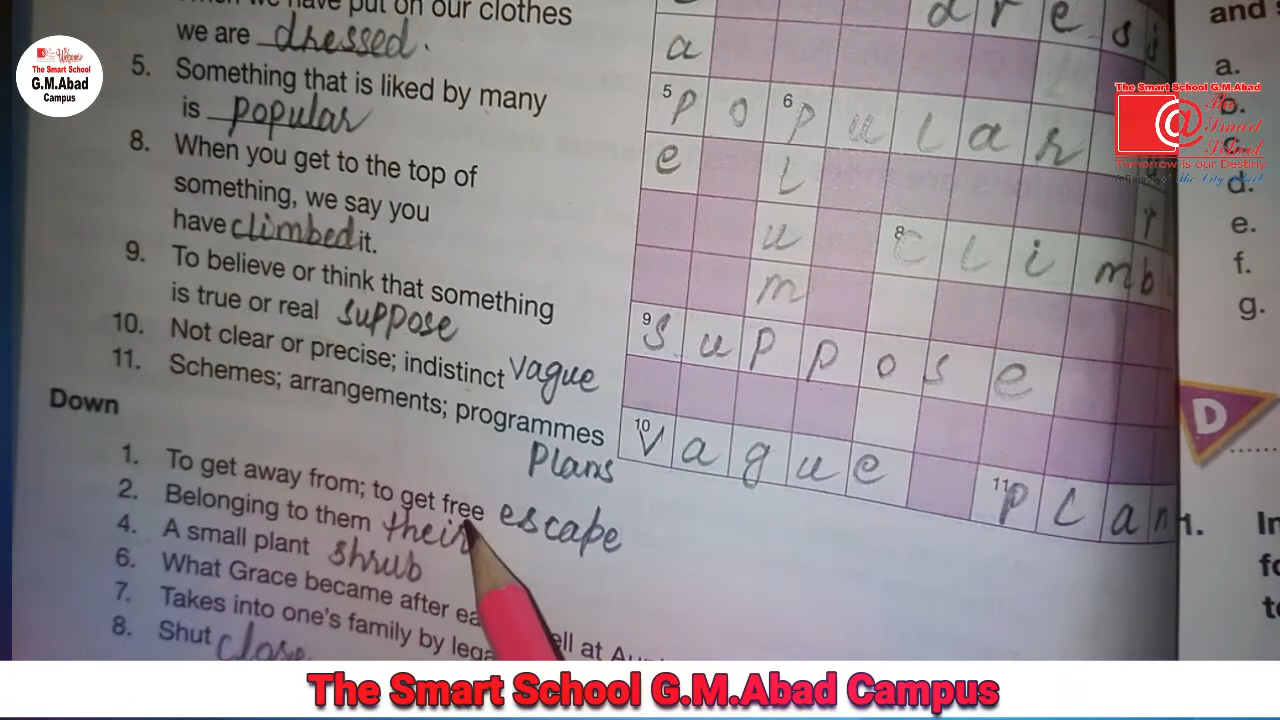 have put on our clothes
we are dressed.
5. Something that is liked by many
is popular
8. When you get to the top of
something, we say you
have climbed it.
9. To believe or think that something
is true or real suppose
10. Not clear or precise; indistinct vague
11. Schemes; arrangements; programmes
Plans
Down
1. To get away from; to get free escape
2. Belonging to them their
4. A small plant shrub
6. What Grace became after
7. Takes into one's family by
8. Shut close
d r e s s
a
5 p o 6 p u l a r
e l
u 8 c l i m b
r
m
9 s u p p o s e
10 v a g u e
11 p l a n
and
a.
b.
c.
d.
e.
f.
g.
D
1. In
The Smart School
G.M.Abad
Campus
The Smart School G.M.Abad
The
Smart
School
Tomorrow is our Destiny
The Smart School G.M.Abad Campus